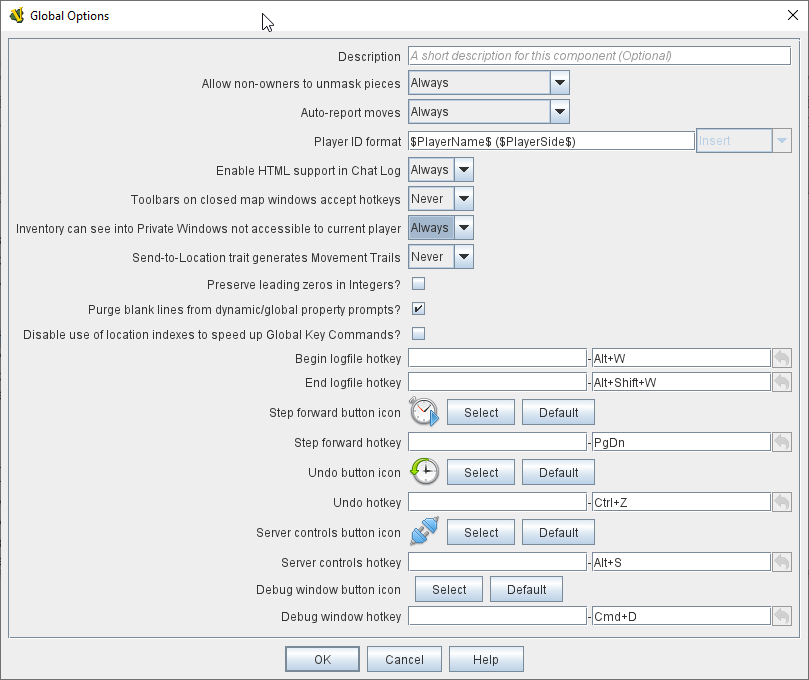 Global Options
Description A short description for this component (Optional)
Allow non-owners to unmask pieces Always
Auto-report moves Always
Player ID format $PlayerName$ ($PlayerSide$) Insert
Enable HTML support in Chat Log Always
Toolbars on closed map windows accept hotkeys Never
Inventory can see into Private Windows not accessible to current player Always
Send-to-Location trait generates Movement Trails Never
Preserve leading zeros in Integers?
Purge blank lines from dynamic/global property prompts?
Disable use of location indexes to speed up Global Key Commands?
Begin logfile hotkey - Alt+W
End logfile hotkey - Alt+Shift+W
Step forward button icon Select Default
Step forward hotkey - PgDn
Undo button icon Select Default
Undo hotkey - Ctrl+Z
Server controls button icon Select Default
Server controls hotkey - Alt+S
Debug window button icon Select Default
Debug window hotkey - Cmd+D
OK Cancel Help